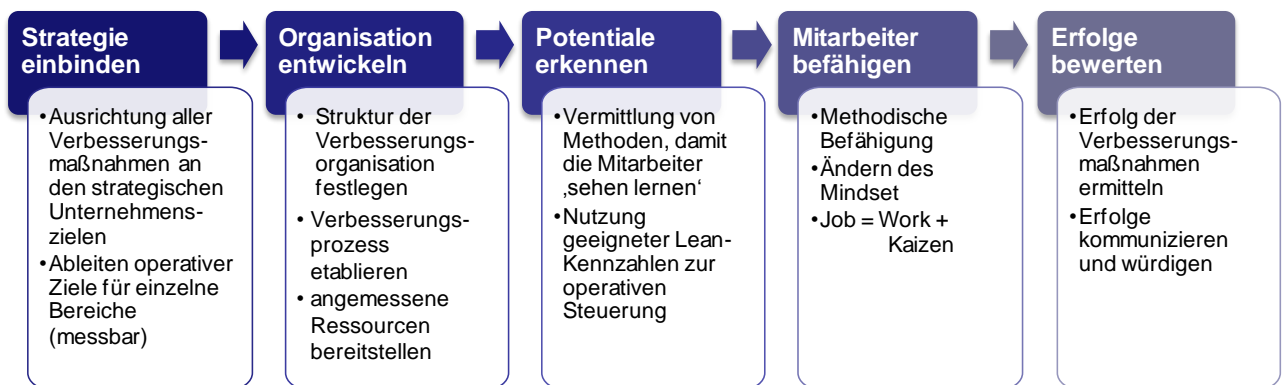 Strategie
einbinden
•Ausrichtung aller
Verbesserungs-
maßnahmen an
den strategischen
Unternehmens-
zielen
•Ableiten operativer
Ziele für einzelne
Bereiche
(messbar)
Organisation
entwickeln
• Struktur der
Verbesserungs-
organisation
festlegen
• Verbesserungs-
prozess
etablieren
• angemessene
Ressourcen
bereitstellen
Potentiale
erkennen
•Vermittlung von
Methoden, damit
die Mitarbeiter
‚sehen lernen‘
•Nutzung
geeigneter Lean-
Kennzahlen zur
operativen
Steuerung
Mitarbeiter
befähigen
•Methodische
Befähigung
•Ändern des
Mindset
•Job = Work +
Kaizen
Erfolge
bewerten
•Erfolg der
Verbesserungs-
maßnahmen
ermitteln
•Erfolge
kommunizieren
und würdigen